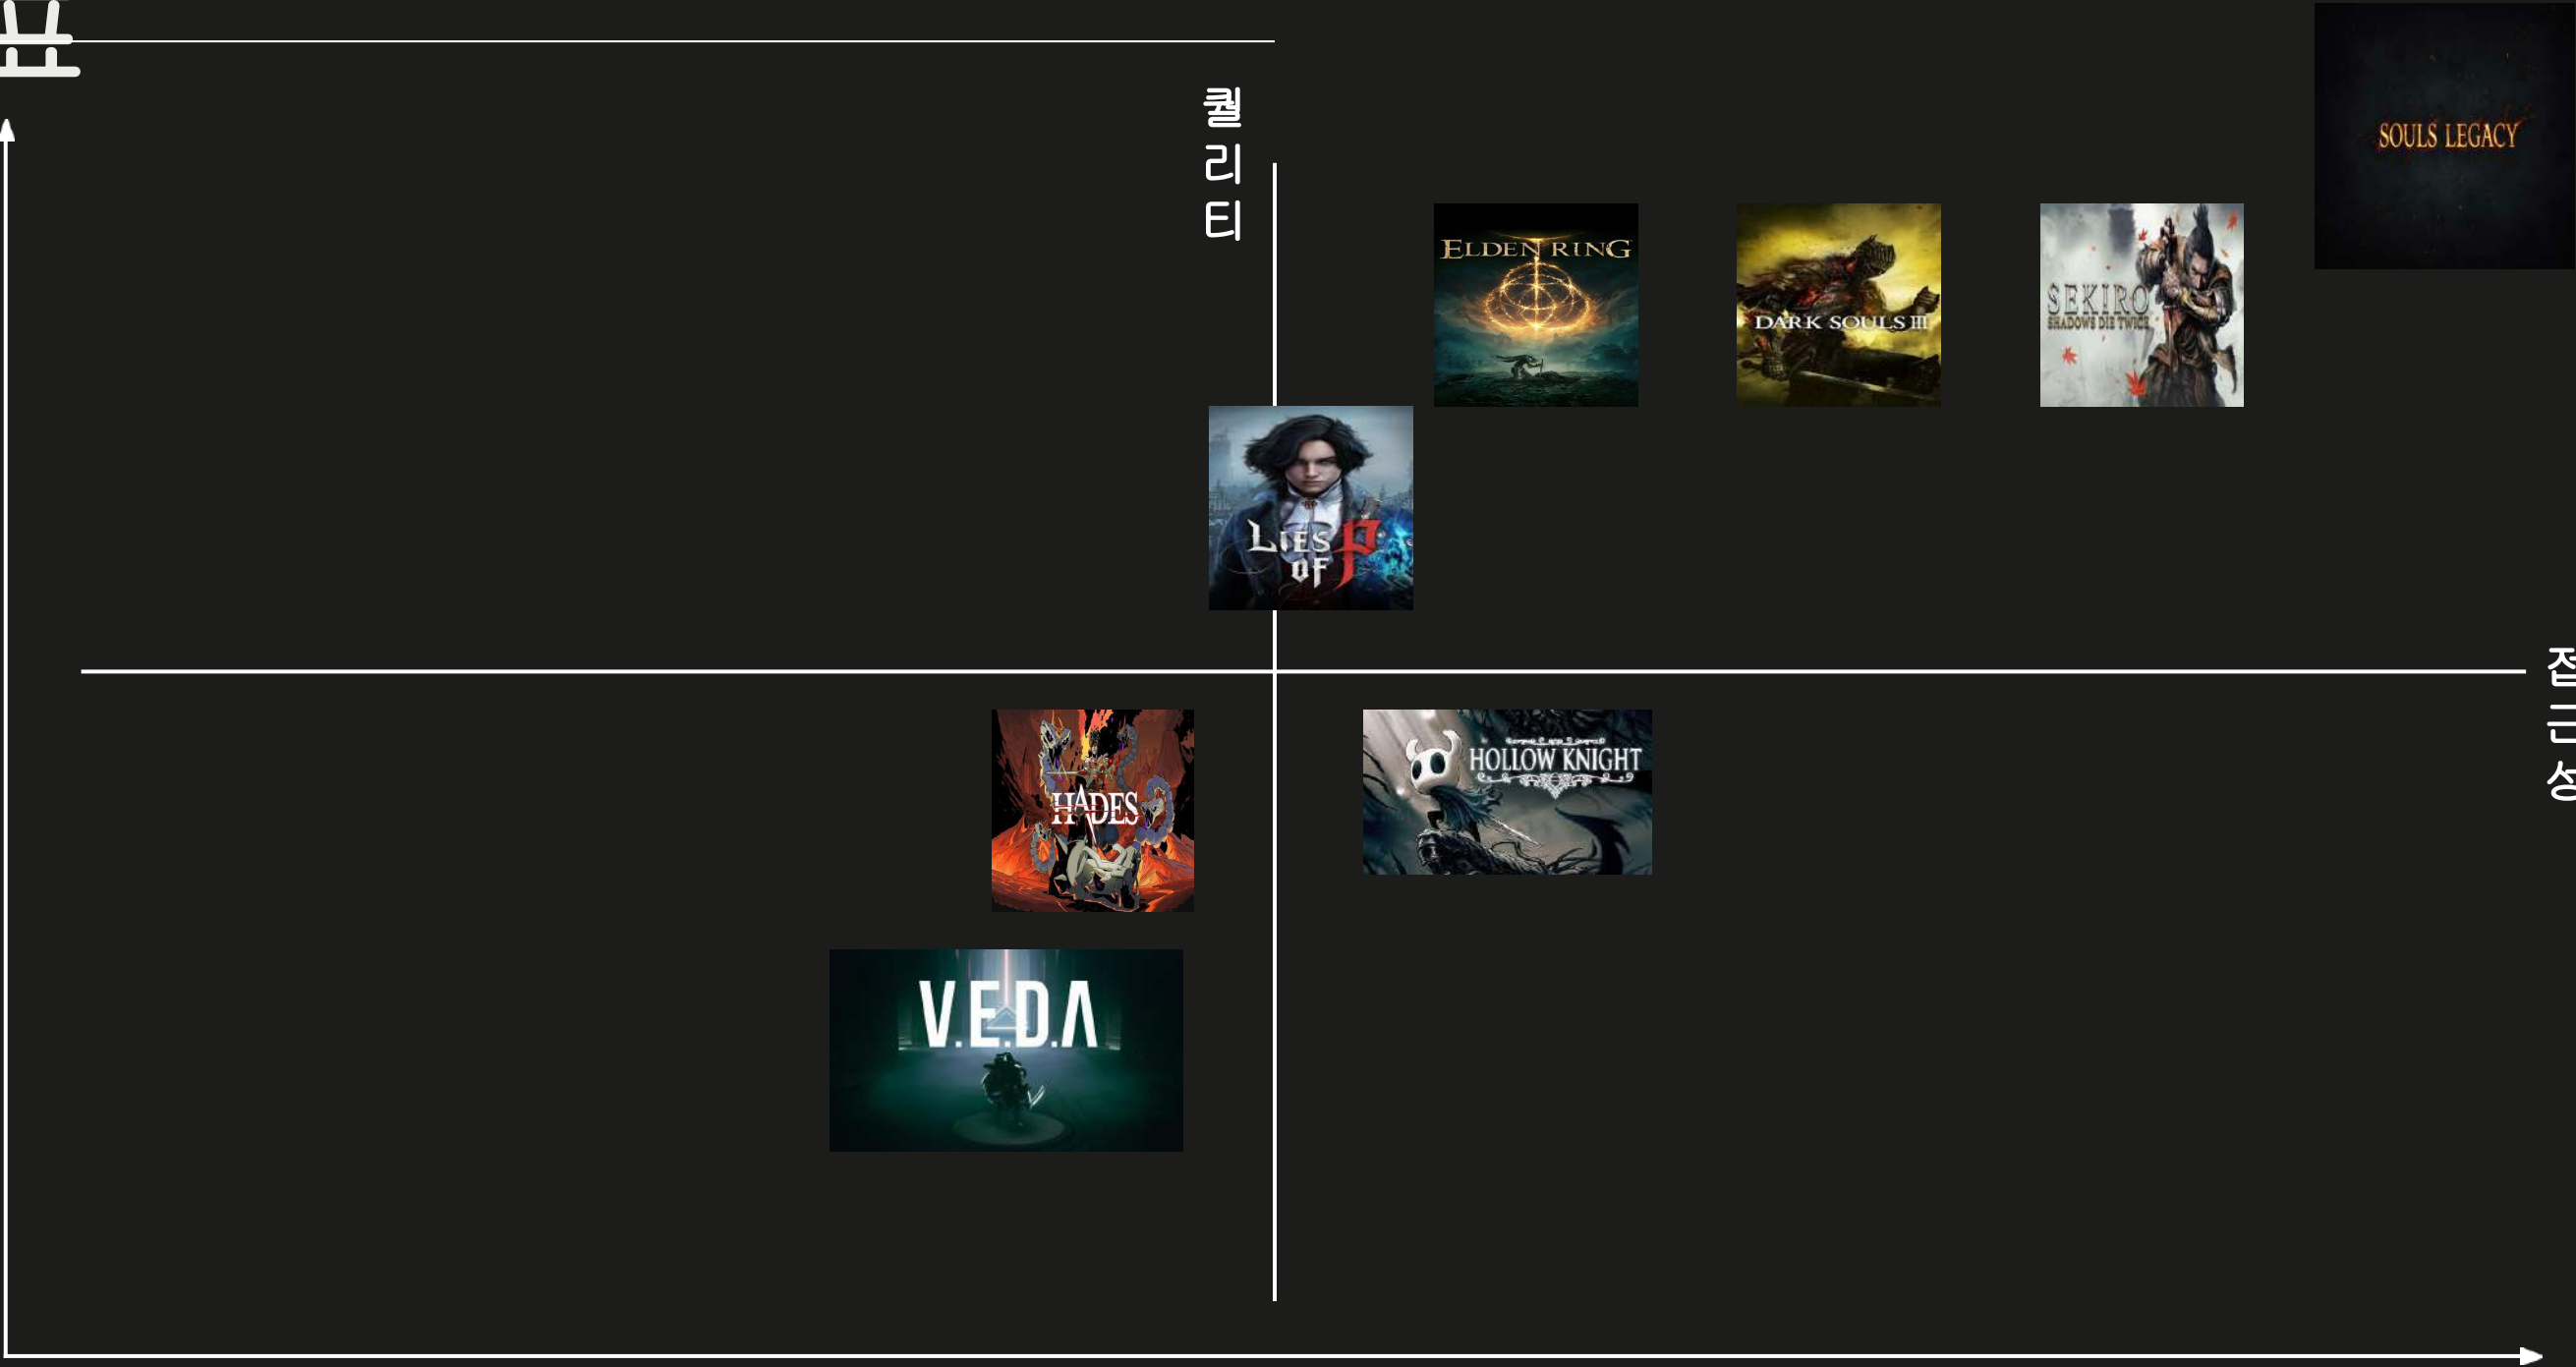 표
퀄
리
티
SOULS LEGACY
ELDEN RING
DARK SOULS III
SEKIRO
SHADOWS DIE TWICE
LIES
OF P
접
근
성
HADES
HOLLOW KNIGHT
V.E.D.A